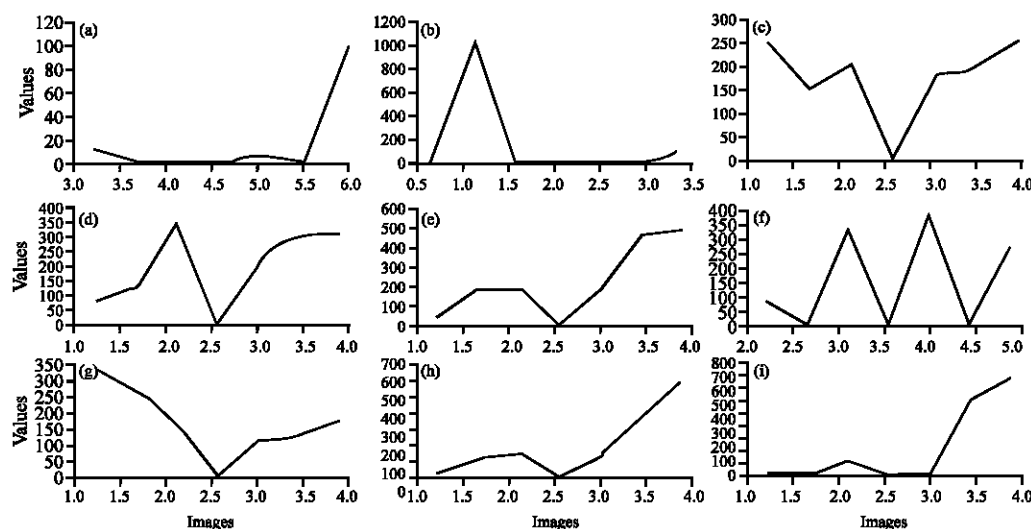 (a)
Values
120
100
80
60
40
20
0
3.0 3.5 4.0 4.5 5.0 5.5 6.0
(b)
1200
1000
800
600
400
200
0
0.5 1.0 1.5 2.0 2.5 3.0 3.5
(c)
300
250
200
150
100
50
0
1.0 1.5 2.0 2.5 3.0 3.5 4.0
(d)
Values
400
350
300
250
200
150
100
50
0
1.0 1.5 2.0 2.5 3.0 3.5 4.0
(e)
600
500
400
300
200
100
0
1.0 1.5 2.0 2.5 3.0 3.5 4.0
(f)
400
350
300
250
200
150
100
50
0
2.0 2.5 3.0 3.5 4.0 4.5 5.0
(g)
Values
350
300
250
200
150
100
50
0
1.0 1.5 2.0 2.5 3.0 3.5 4.0
Images
(h)
700
600
500
400
300
200
100
0
1.0 1.5 2.0 2.5 3.0 3.5 4.0
Images
(i)
800
700
600
500
400
300
200
100
0
1.0 1.5 2.0 2.5 3.0 3.5 4.0
Images